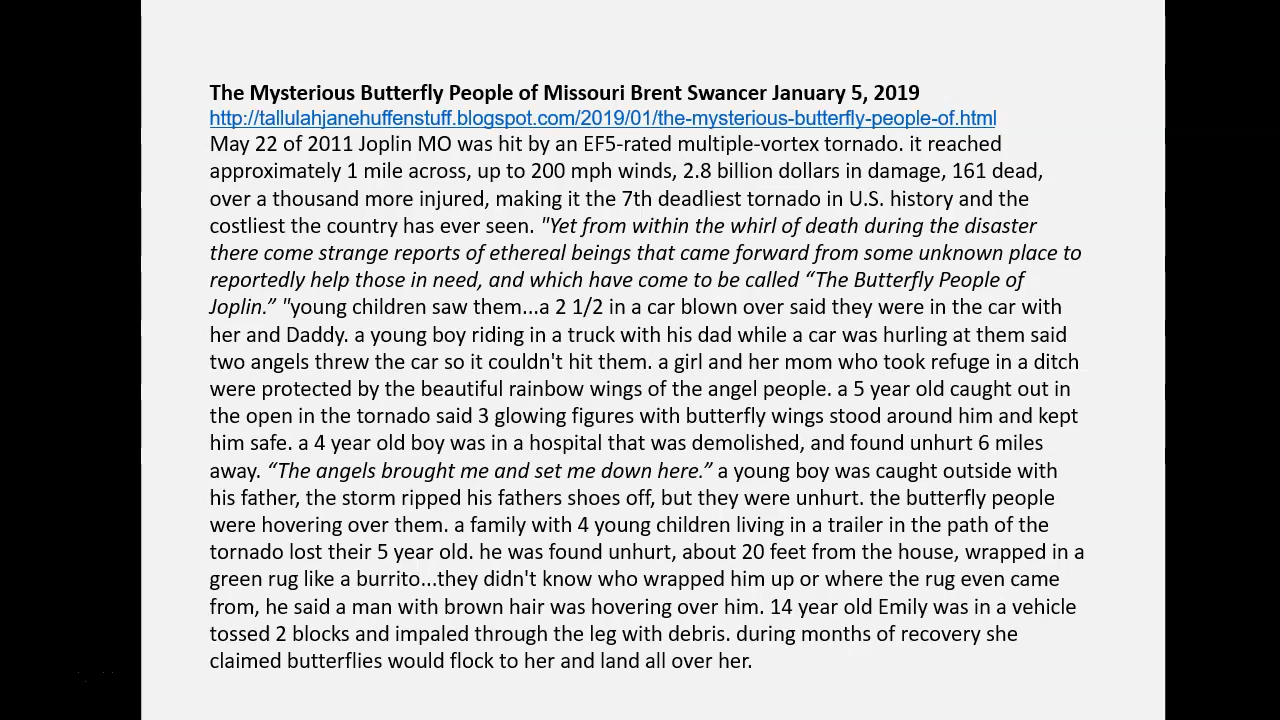 The Mysterious Butterfly People of Missouri Brent Swancer January 5, 2019
http://tallulahjanehuffenstuff.blogspot.com/2019/01/the-mysterious-butterfly-people-of.html
May 22 of 2011 Joplin MO was hit by an EF5-rated multiple-vortex tornado. it reached
approximately 1 mile across, up to 200 mph winds, 2.8 billion dollars in damage, 161 dead,
over a thousand more injured, making it the 7th deadliest tornado in U.S. history and the
costliest the country has ever seen. "Yet from within the whirl of death during the disaster
there come strange reports of ethereal beings that came forward from some unknown place to
reportedly help those in need, and which have come to be called “The Butterfly People of
Joplin.” "young children saw them...a 2 1/2 in a car blown over said they were in the car with
her and Daddy. a young boy riding in a truck with his dad while a car was hurling at them said
two angels threw the car so it couldn't hit them. a girl and her mom who took refuge in a ditch
were protected by the beautiful rainbow wings of the angel people. a 5 year old caught out in
the open in the tornado said 3 glowing figures with butterfly wings stood around him and kept
him safe. a 4 year old boy was in a hospital that was demolished, and found unhurt 6 miles
away. “The angels brought me and set me down here.” a young boy was caught outside with
his father, the storm ripped his fathers shoes off, but they were unhurt. the butterfly people
were hovering over them. a family with 4 young children living in a trailer in the path of the
tornado lost their 5 year old. he was found unhurt, about 20 feet from the house, wrapped in a
green rug like a burrito...they didn't know who wrapped him up or where the rug even came
from, he said a man with brown hair was hovering over him. 14 year old Emily was in a vehicle
tossed 2 blocks and impaled through the leg with debris. during months of recovery she
claimed butterflies would flock to her and land all over her.